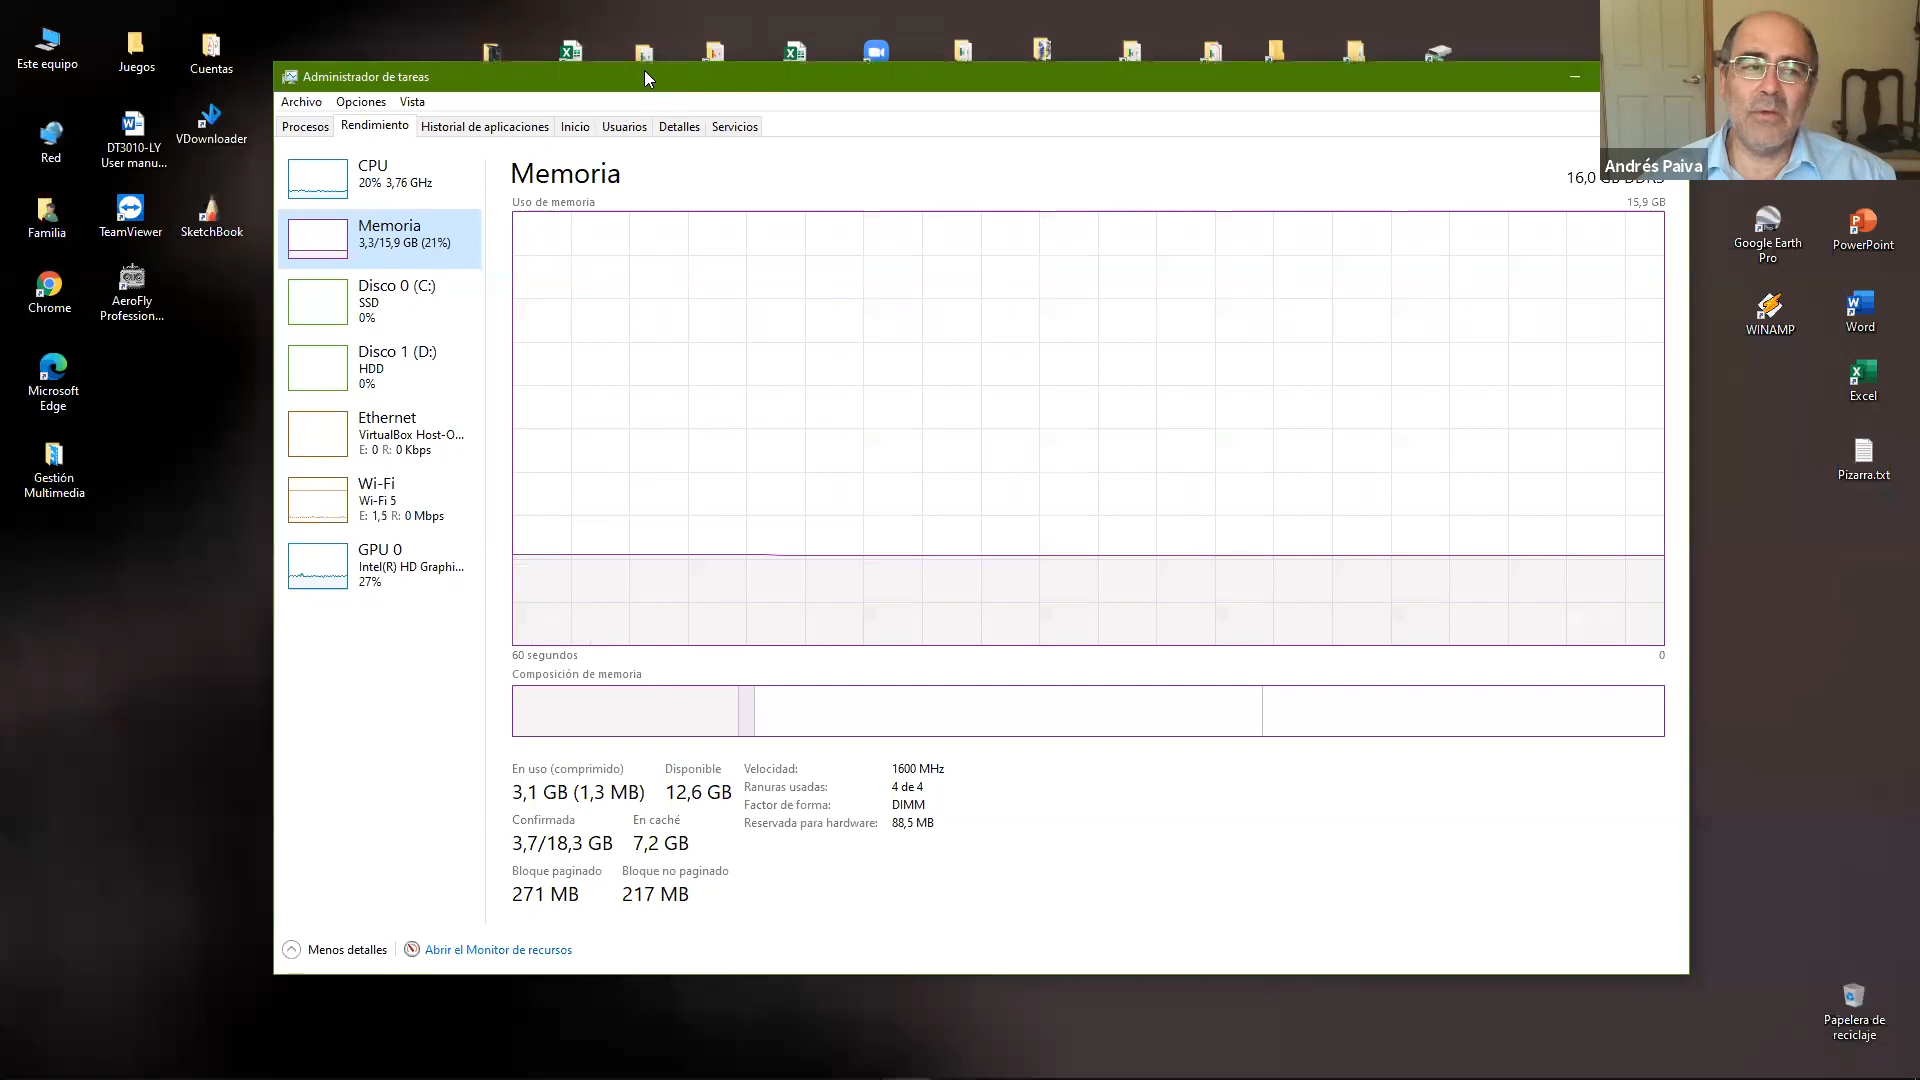 Este equipo
Juegos
Cuentas
Red
DT3010-LY
User manu...
VDownloader
Familia
TeamViewer
SketchBook
Chrome
AeroFly
Profession...
Microsoft
Edge
Gestión
Multimedia
Administrador de tareas
Archivo Opciones Vista
Procesos Rendimiento Historial de aplicaciones Inicio Usuarios Detalles Servicios
CPU
20% 3,76 GHz
Memoria
3,3/15,9 GB (21%)
Disco 0 (C:)
SSD
0%
Disco 1 (D:)
HDD
0%
Ethernet
VirtualBox Host-O...
E: 0 R: 0 Kbps
Wi-Fi
Wi-Fi 5
E: 1,5 R: 0 Mbps
GPU 0
Intel(R) HD Graphi...
27%
Memoria
16,0 GB DDR3
Uso de memoria
15,9 GB
60 segundos
0
Composición de memoria
En uso (comprimido)
3,1 GB (1,3 MB)
Disponible
12,6 GB
Confirmada
3,7/18,3 GB
En caché
7,2 GB
Bloque paginado
271 MB
Bloque no paginado
217 MB
Velocidad: 1600 MHz
Ranuras usadas: 4 de 4
Factor de forma: DIMM
Reservada para hardware: 88,5 MB
Menos detalles
Abrir el Monitor de recursos
Andrés Paiva
Google Earth
Pro
PowerPoint
WINAMP
Word
Excel
Pizarra.txt
Papelera de
reciclaje